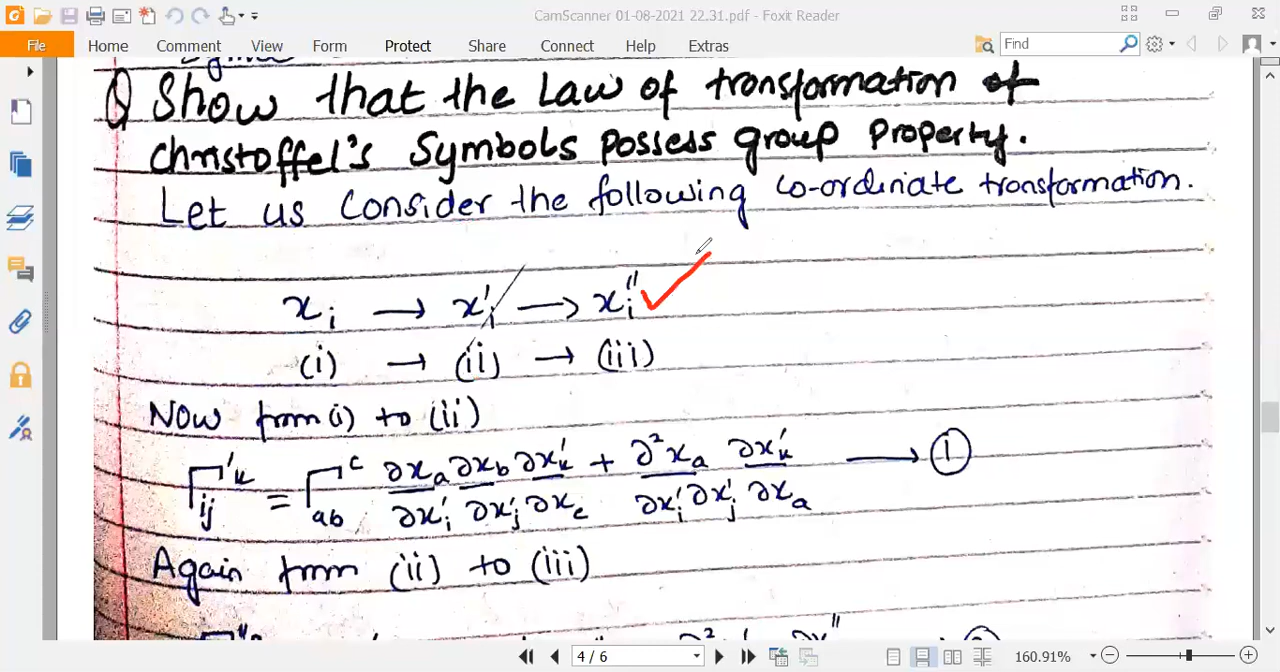 CamScanner 01-08-2021 22.31.pdf - Foxit Reader
File Home Comment View Form Protect Share Connect Help Extras Find
Q Show that the Law of transformation of
christoffel's Symbols possess group Property.
Let us Consider the following co-ordinate transformation.
x_i → x'_i → x''_i
(i) → (ii) → (iii)
Now from (i) to (ii)
Γ'^k_ij = Γ^c_ab ∂x_a/∂x'_i ∂x_b/∂x'_j ∂x'_k/∂x_c + ∂²x_a/∂x'_i ∂x'_j ∂x'_k/∂x_a → ①
Again from (ii) to (iii)
4 / 6 160.91%